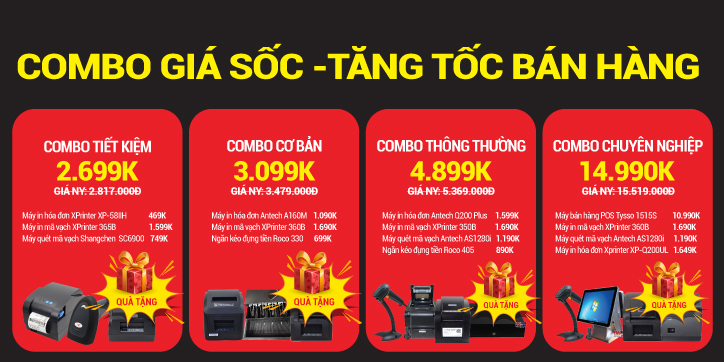 COMBO GIÁ SỐC -TĂNG TỐC BÁN HÀNG
COMBO TIẾT KIỆM
2.699K
GIÁ NY: 2.817.000Đ
Máy in hóa đơn XPrinter XP-58IIH 469K
Máy in mã vạch XPrinter 365B 1.599K
Máy quét mã vạch Shangchen SC6900 749K
QUÀ TẶNG
COMBO CƠ BẢN
3.099K
GIÁ NY: 3.479.000Đ
Máy in hóa đơn Antech A160M 1.090K
Máy in mã vạch XPrinter 360B 1.690K
Ngăn kéo đựng tiền Roco 330 699K
QUÀ TẶNG
COMBO THÔNG THƯỜNG
4.899K
GIÁ NY: 5.369.000Đ
Máy in hóa đơn Antech Q200 Plus 1.599K
Máy in mã vạch XPrinter 350B 1.690K
Máy quét mã vạch Antech AS1280i 1.190K
Ngăn kéo đựng tiền Roco 405 890K
QUÀ TẶNG
COMBO CHUYÊN NGHIỆP
14.990K
GIÁ NY: 15.519.000Đ
Máy bán hàng POS Tysso 1515S 10.990K
Máy in mã vạch XPrinter 360B 1.690K
Máy quét mã vạch Antech AS1280i 1.190K
Máy in hóa đơn Xprinter XP-Q200UL 1.649K
QUÀ TẶNG